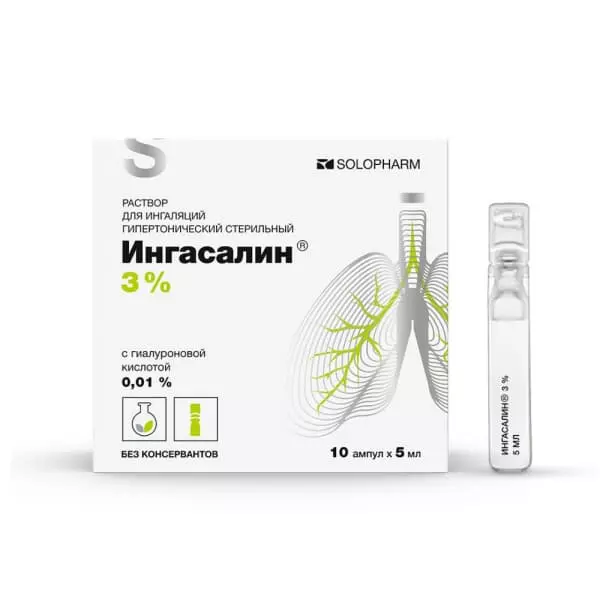 S
SOLOPHARM
РАСТВОР
ДЛЯ ИНГАЛЯЦИЙ
ГИПЕРТОНИЧЕСКИЙ СТЕРИЛЬНЫЙ
Ингасалин®
3 %
с гиалуроновой
кислотой
0,01 %
БЕЗ КОНСЕРВАНТОВ
10 ампул х 5 мл
ИНГАСАЛИН® 3 %
5 МЛ